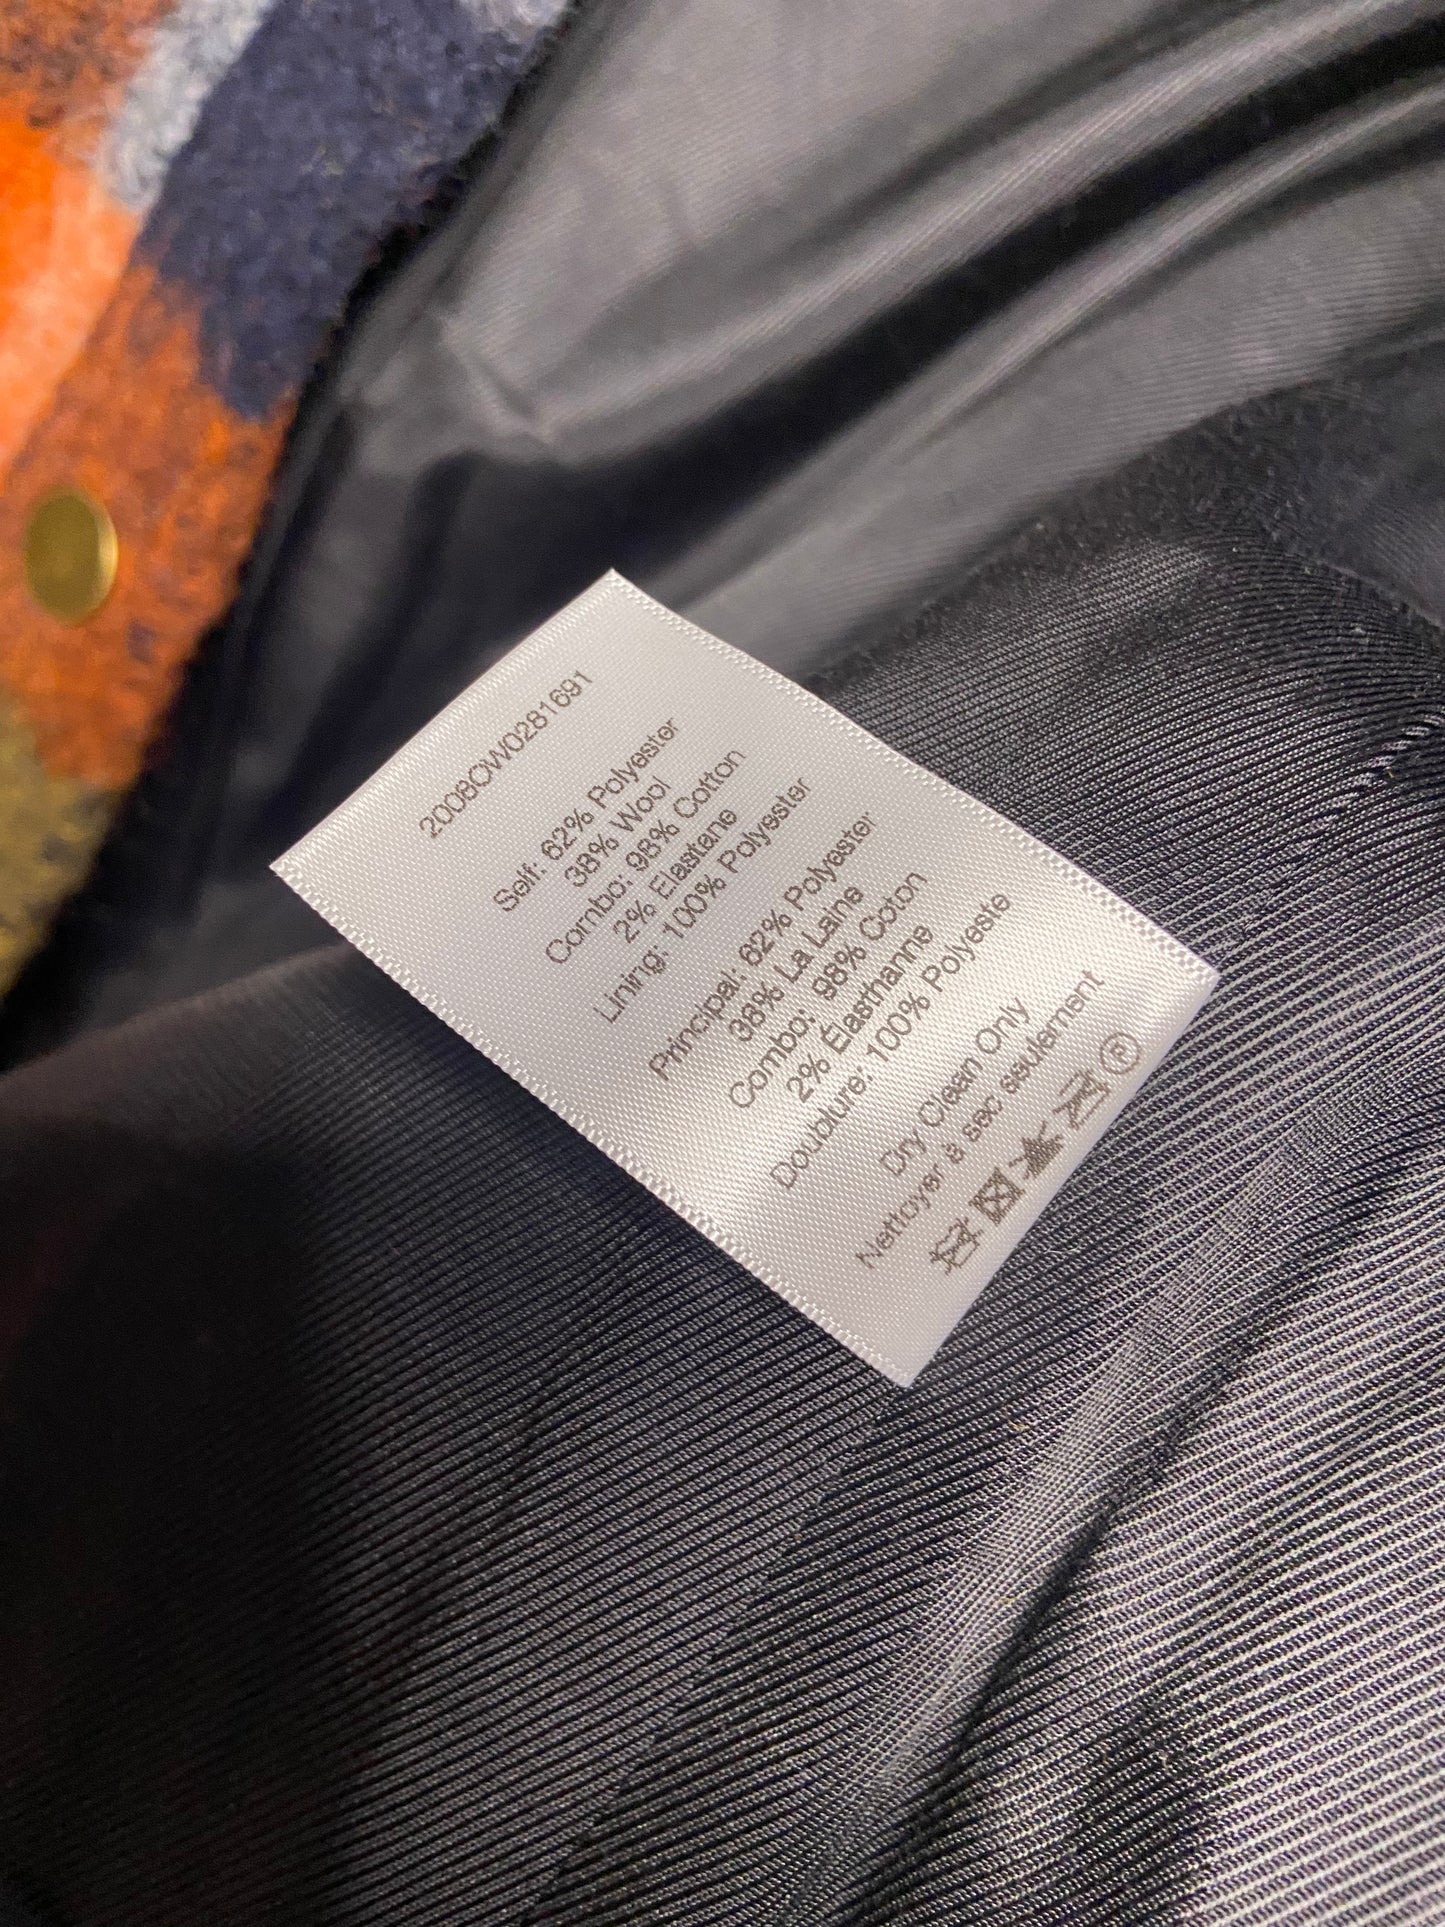 2008OW0281691
Self: 62% Polyester
38% Wool
Combo: 98% Cotton
2% Elastane
Lining: 100% Polyester
Principal: 62% Polyester
38% La Laine
Combo: 98% Coton
2% Élasthanne
Doublure: 100% Polyeste
Dry Clean Only
Nettoyer à sec seulement
P